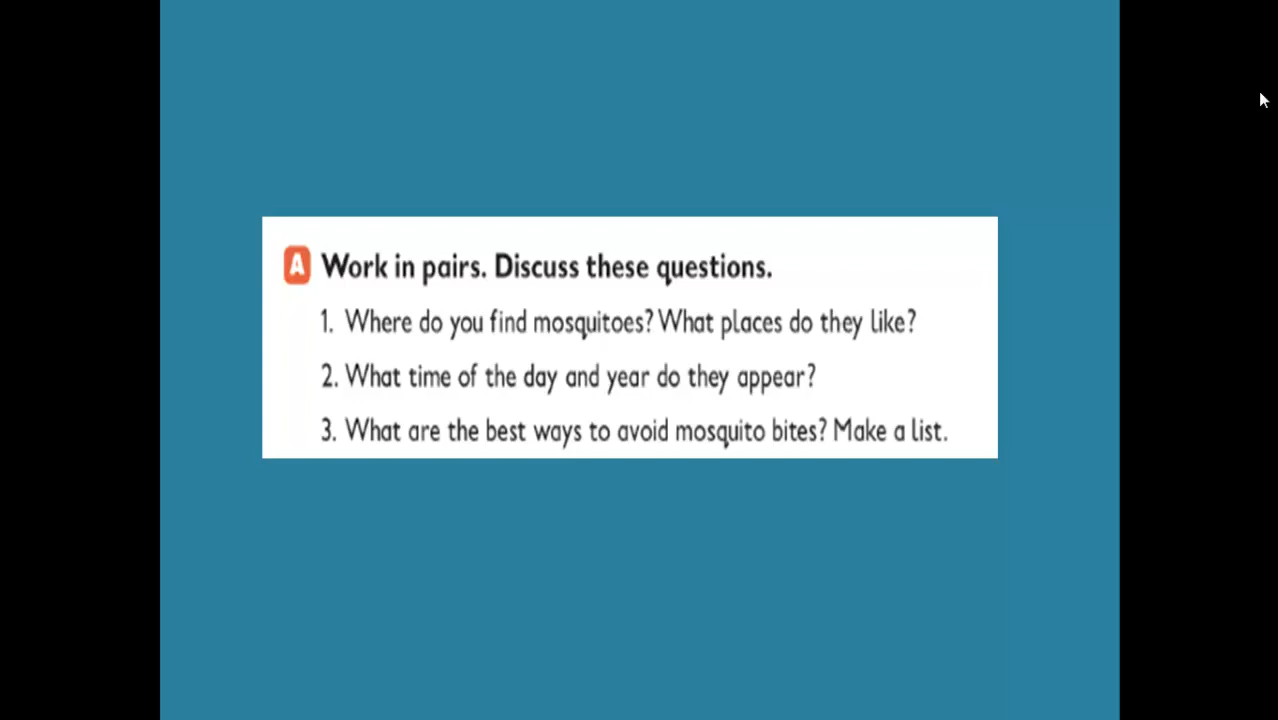 A Work in pairs. Discuss these questions.
1. Where do you find mosquitoes? What places do they like?
2. What time of the day and year do they appear?
3. What are the best ways to avoid mosquito bites? Make a list.